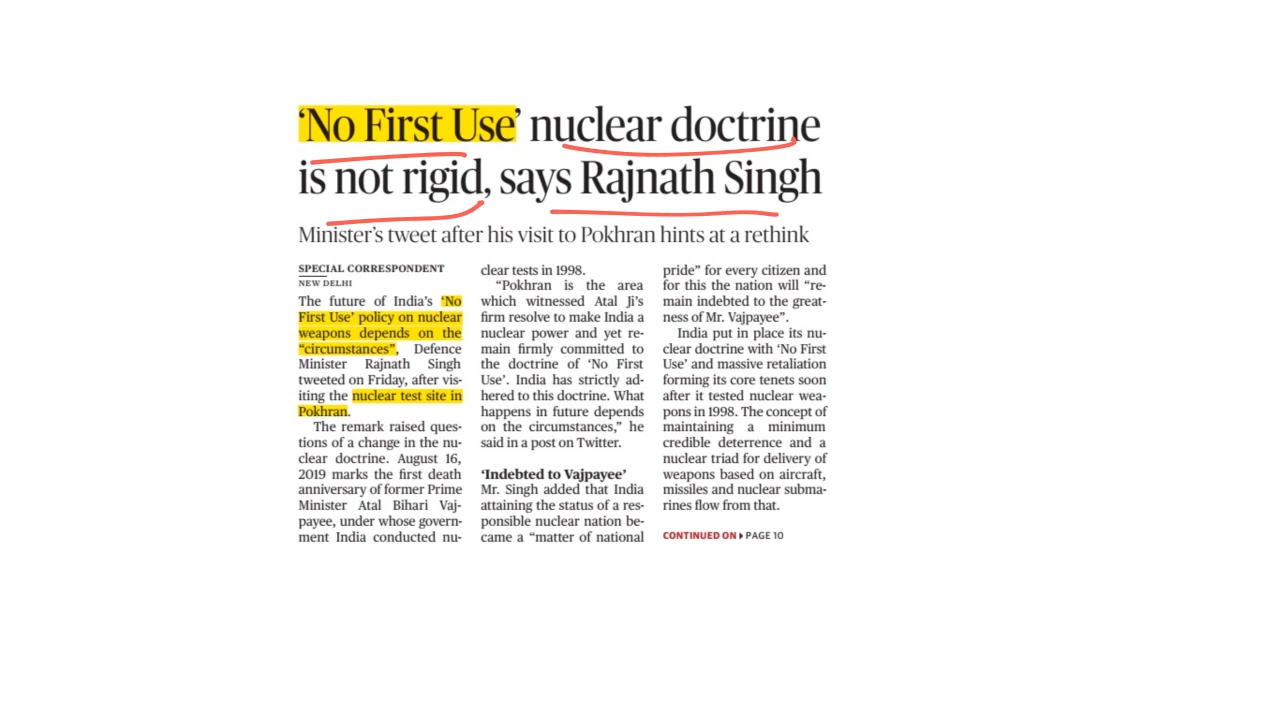 ‘No First Use’ nuclear doctrine
is not rigid, says Rajnath Singh
Minister’s tweet after his visit to Pokhran hints at a rethink
SPECIAL CORRESPONDENT
NEW DELHI
The future of India’s ‘No
First Use’ policy on nuclear
weapons depends on the
“circumstances”, Defence
Minister Rajnath Singh
tweeted on Friday, after vis-
iting the nuclear test site in
Pokhran.
The remark raised ques-
tions of a change in the nu-
clear doctrine. August 16,
2019 marks the first death
anniversary of former Prime
Minister Atal Bihari Vaj-
payee, under whose govern-
ment India conducted nu-
clear tests in 1998.
“Pokhran is the area
which witnessed Atal Ji’s
firm resolve to make India a
nuclear power and yet re-
main firmly committed to
the doctrine of ‘No First
Use’. India has strictly ad-
hered to this doctrine. What
happens in future depends
on the circumstances,” he
said in a post on Twitter.
‘Indebted to Vajpayee’
Mr. Singh added that India
attaining the status of a res-
ponsible nuclear nation be-
came a “matter of national
pride” for every citizen and
for this the nation will “re-
main indebted to the great-
ness of Mr. Vajpayee”.
India put in place its nu-
clear doctrine with ‘No First
Use’ and massive retaliation
forming its core tenets soon
after it tested nuclear wea-
pons in 1998. The concept of
maintaining a minimum
credible deterrence and a
nuclear triad for delivery of
weapons based on aircraft,
missiles and nuclear subma-
rines flow from that.
CONTINUED ON ▸ PAGE 10